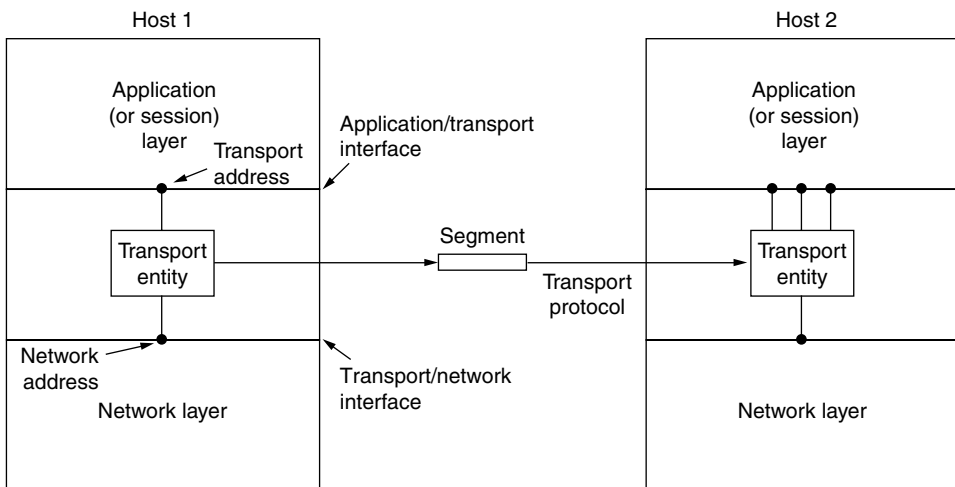 Host 1
Host 2
Application
(or session)
layer
Transport
address
Application/transport
interface
Application
(or session)
layer
Transport
entity
Segment
Transport
protocol
Transport
entity
Network
address
Transport/network
interface
Network layer
Network layer